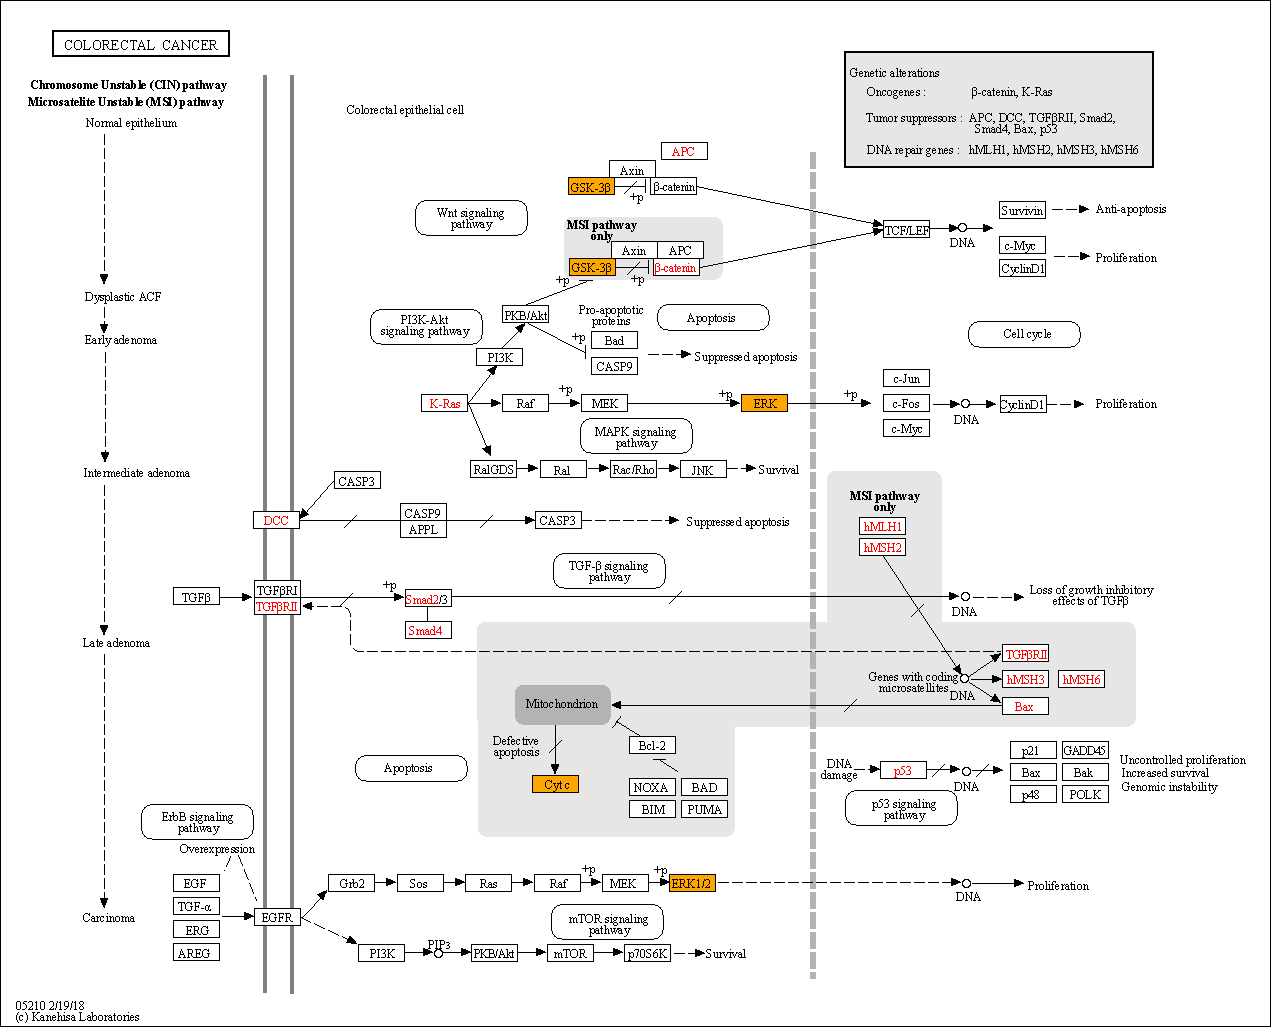 COLORECTAL CANCER
Chromosome Unstable (CIN) pathway
Microsatelite Unstable (MSI) pathway
Normal epithelium
Dysplastic ACF
Early adenoma
Intermediate adenoma
Late adenoma
Carcinoma
Colorectal epithelial cell
Genetic alterations
Oncogenes : β-catenin, K-Ras
Tumor suppressors : APC, DCC, TGFβRII, Smad2,
Smad4, Bax, p53
DNA repair genes : hMLH1, hMSH2, hMSH3, hMSH6
APC
Axin
GSK-3β
β-catenin
+p
Wnt signaling
pathway
MSI pathway
only
Axin
APC
GSK-3β
β-catenin
+p
+p
TCF/LEF
DNA
Survivin
Anti-apoptosis
c-Myc
CyclinD1
Proliferation
PI3K-Akt
signaling pathway
PKB/Akt
PI3K
Pro-apoptotic
proteins
+p
Bad
CASP9
Apoptosis
Suppressed apoptosis
Cell cycle
K-Ras
Raf
+p
MEK
+p
ERK
+p
c-Jun
c-Fos
c-Myc
DNA
CyclinD1
Proliferation
MAPK signaling
pathway
RalGDS
Ral
Rac/Rho
JNK
Survival
CASP3
DCC
CASP9
APPL
CASP3
Suppressed apoptosis
MSI pathway
only
hMLH1
hMSH2
TGF-β signaling
pathway
TGFβ
TGFβRI
TGFβRII
+p
Smad2/3
Smad4
DNA
Loss of growth inhibitory
effects of TGFβ
Genes with coding
microsatellites
DNA
TGFβRII
hMSH3
hMSH6
Bax
Mitochondrion
Defective
apoptosis
Bcl-2
Cytc
NOXA
BAD
BIM
PUMA
Apoptosis
DNA
damage
p53
DNA
p21
GADD45
Bax
Bak
p48
POLK
Uncontrolled proliferation
Increased survival
Genomic instability
p53 signaling
pathway
ErbB signaling
pathway
Overexpression
EGF
TGF-α
ERG
AREG
EGFR
Grb2
Sos
Ras
Raf
+p
MEK
+p
ERK1/2
DNA
Proliferation
mTOR signaling
pathway
PI3K
PIP3
PKB/Akt
mTOR
p70S6K
Survival
05210 2/19/18
(c) Kanehisa Laboratories